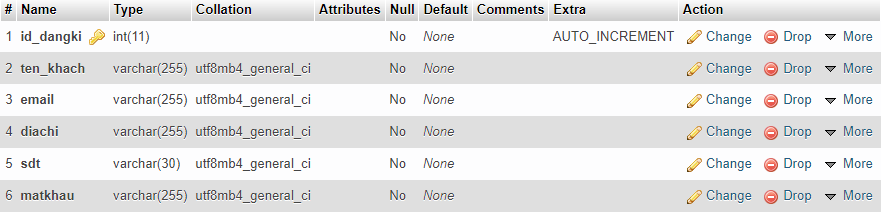 # Name Type Collation Attributes Null Default Comments Extra Action
1 id_dangki int(11) No None AUTO_INCREMENT Change Drop More
2 ten_khach varchar(255) utf8mb4_general_ci No None Change Drop More
3 email varchar(255) utf8mb4_general_ci No None Change Drop More
4 diachi varchar(255) utf8mb4_general_ci No None Change Drop More
5 sdt varchar(30) utf8mb4_general_ci No None Change Drop More
6 matkhau varchar(255) utf8mb4_general_ci No None Change Drop More